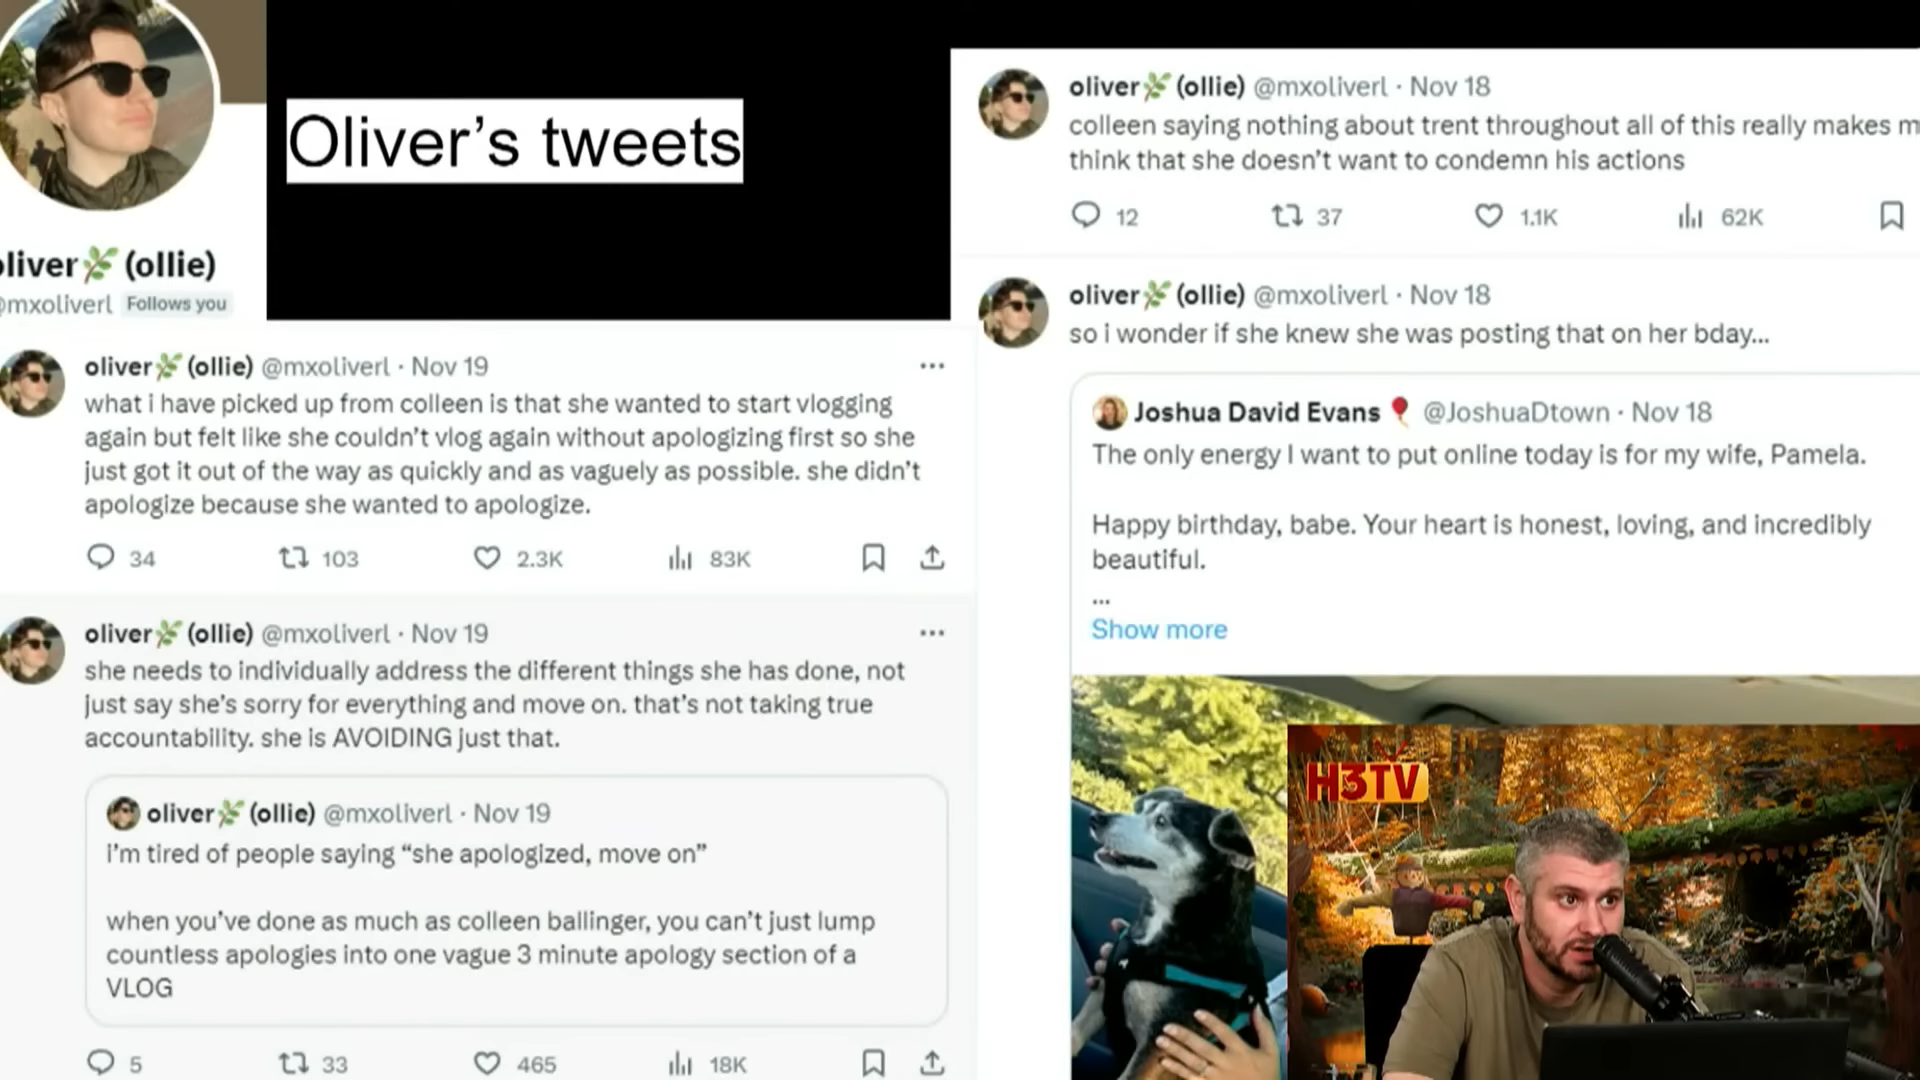 Oliver's tweets
oliver (ollie)
@mxoliverl Follows you
oliver (ollie) @mxoliverl · Nov 19
what i have picked up from colleen is that she wanted to start vlogging
again but felt like she couldn't vlog again without apologizing first so she
just got it out of the way as quickly and as vaguely as possible. she didn't
apologize because she wanted to apologize.
34 103 2.3K 83K
oliver (ollie) @mxoliverl · Nov 19
she needs to individually address the different things she has done, not
just say she's sorry for everything and move on. that's not taking true
accountability. she is AVOIDING just that.
oliver (ollie) @mxoliverl · Nov 19
i'm tired of people saying “she apologized, move on”
when you've done as much as colleen ballinger, you can't just lump
countless apologies into one vague 3 minute apology section of a
VLOG
5 33 465 18K
oliver (ollie) @mxoliverl · Nov 18
colleen saying nothing about trent throughout all of this really makes m
think that she doesn't want to condemn his actions
12 37 1.1K 62K
oliver (ollie) @mxoliverl · Nov 18
so i wonder if she knew she was posting that on her bday...
Joshua David Evans @JoshuaDtown · Nov 18
The only energy I want to put online today is for my wife, Pamela.
Happy birthday, babe. Your heart is honest, loving, and incredibly
beautiful.
...
Show more
H3TV